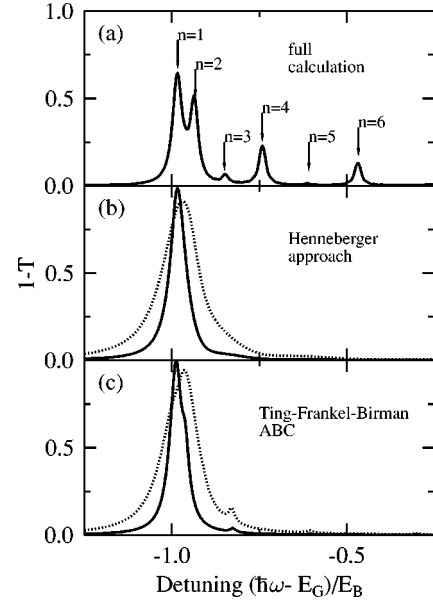 (a)
n=1
n=2
n=3
n=4
n=5
n=6
full
calculation
1.0
0.5
0.0
(b)
Henneberger
approach
0.5
0.0
1-T
(c)
Ting-Frankel-Birman
ABC
0.5
0.0
-1.0
-0.5
Detuning (ħω- E_G)/E_B